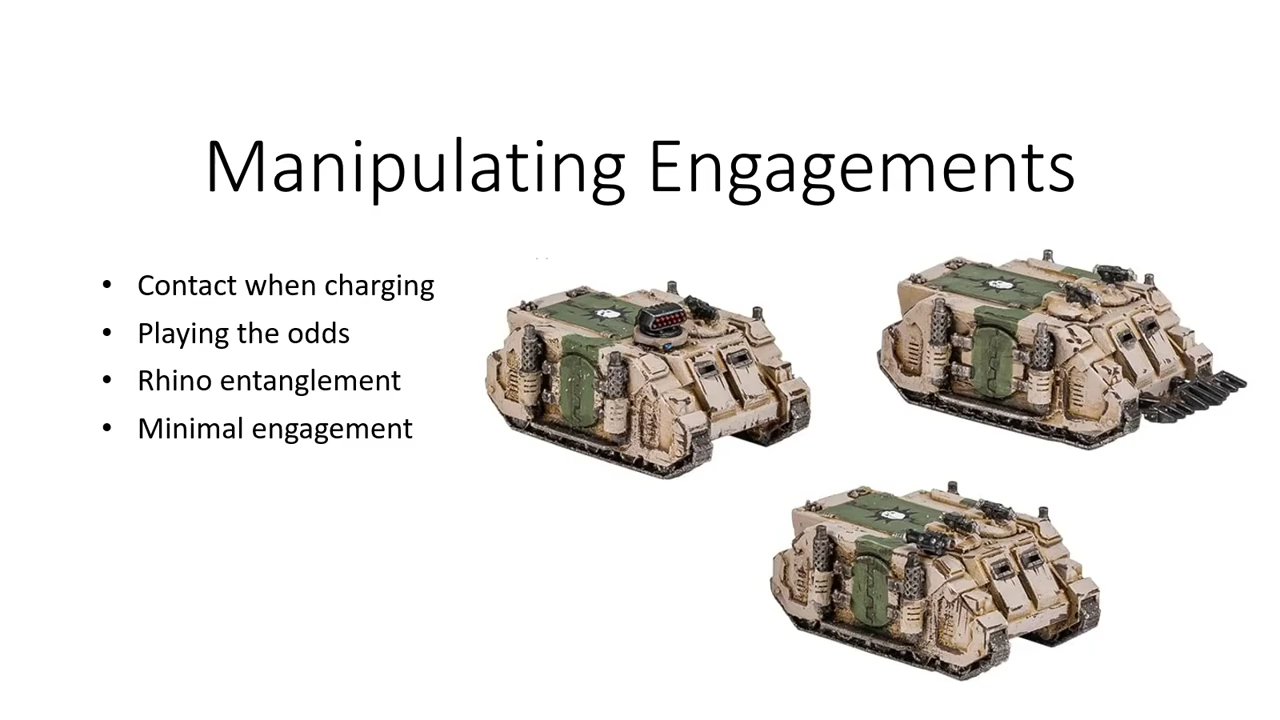 Manipulating Engagements
• Contact when charging
• Playing the odds
• Rhino entanglement
• Minimal engagement